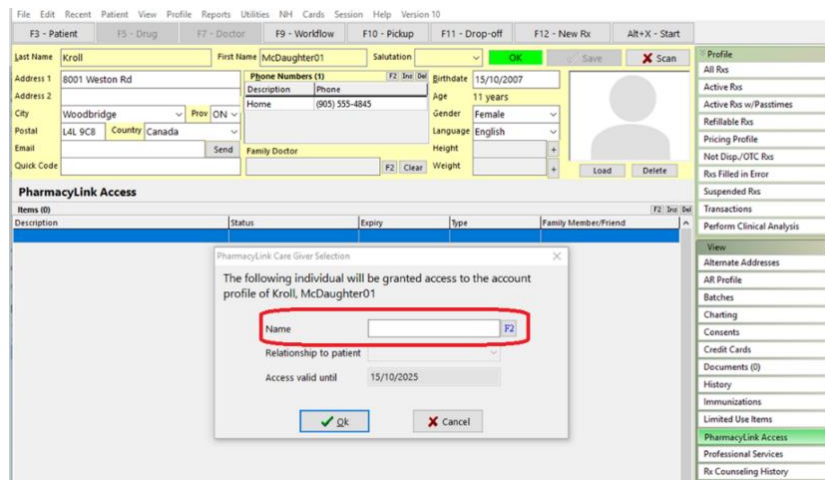 File Edit Recent Patient View Profile Reports Utilities NH Cards Session Help Version 10
F3 - Patient F5 - Drug F7 - Doctor F9 - Workflow F10 - Pickup F11 - Drop-off F12 - New Rx Alt+X - Start
Last Name Kroll First Name McDaughter01 Salutation OK Save Scan
Address 1 8001 Weston Rd
Address 2
City Woodbridge Prov ON
Postal L4L 9C8 Country Canada
Email Send
Quick Code
Phone Numbers (1) F2 Ins Del
Description Phone
Home (905) 555-4845
Family Doctor
F2 Clear
Birthdate 15/10/2007
Age 11 years
Gender Female
Language English
Height +
Weight +
Load Delete
PharmacyLink Access
Items (0) F2 Ins Del
Description Status Expiry Type Family Member/Friend
PharmacyLink Care Giver Selection
The following individual will be granted access to the account
profile of Kroll, McDaughter01
Name F2
Relationship to patient
Access valid until 15/10/2025
Ok Cancel
Profile
All Rxs
Active Rxs
Active Rxs w/Passtimes
Refillable Rxs
Pricing Profile
Not Disp./OTC Rxs
Rxs Filled in Error
Suspended Rxs
Transactions
Perform Clinical Analysis
View
Alternate Addresses
AR Profile
Batches
Charting
Consents
Credit Cards
Documents (0)
History
Immunizations
Limited Use Items
PharmacyLink Access
Professional Services
Rx Counseling History